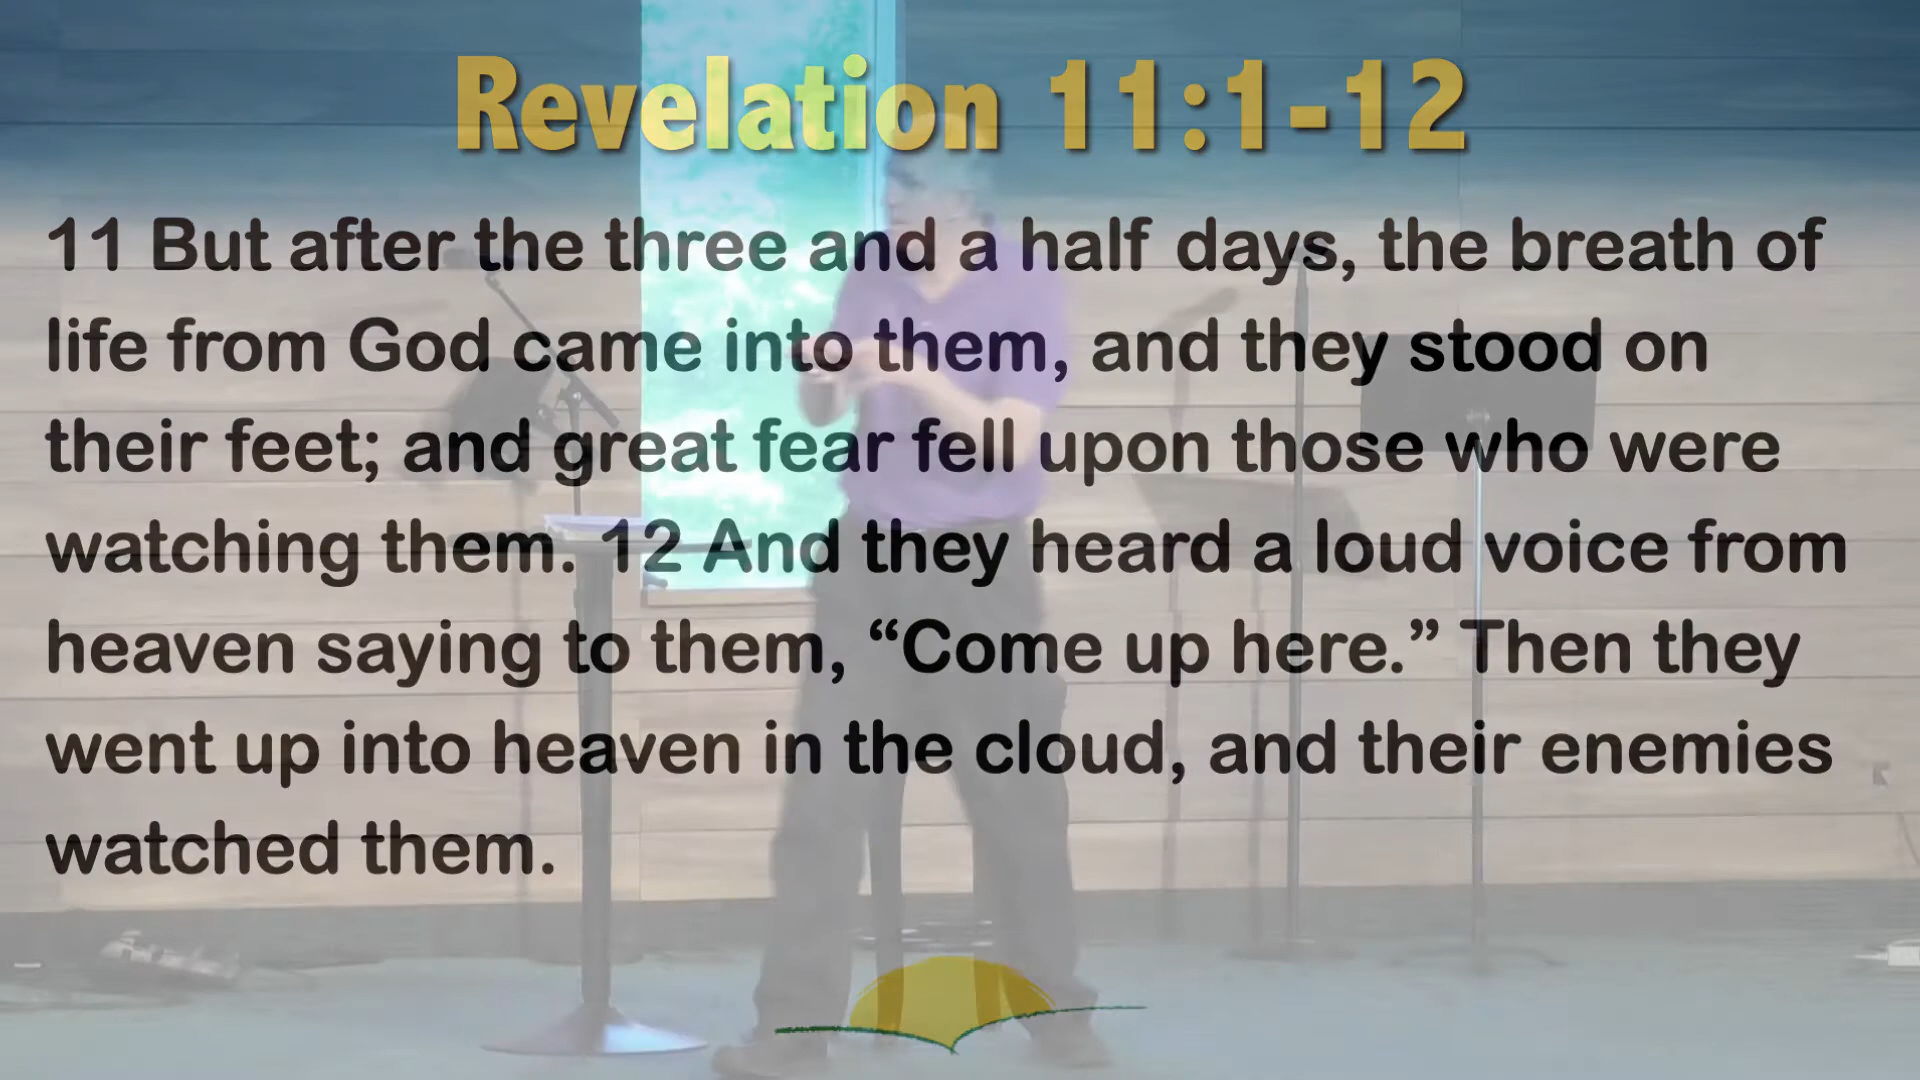 Revelation 11:1-12
11 But after the three and a half days, the breath of
life from God came into them, and they stood on
their feet; and great fear fell upon those who were
watching them. 12 And they heard a loud voice from
heaven saying to them, “Come up here.” Then they
went up into heaven in the cloud, and their enemies
watched them.